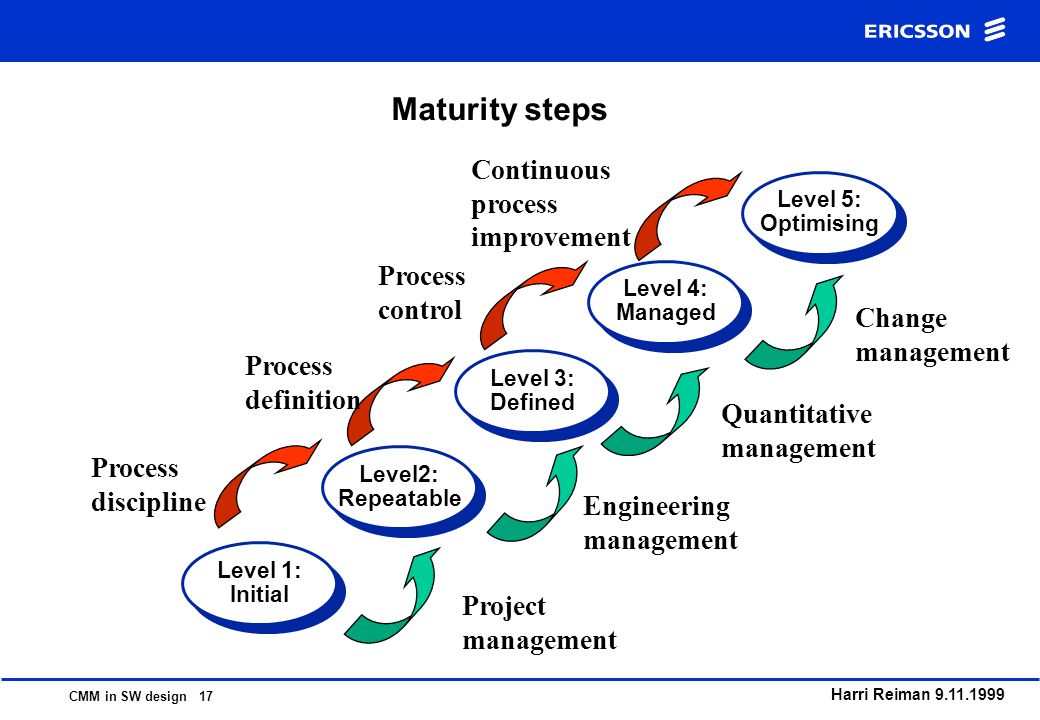 ERICSSON
Maturity steps
Continuous
process
improvement
Level 5:
Optimising
Process
control
Level 4:
Managed
Change
management
Process
definition
Level 3:
Defined
Quantitative
management
Process
discipline
Level2:
Repeatable
Engineering
management
Level 1:
Initial
Project
management
CMM in SW design 17
Harri Reiman 9.11.1999